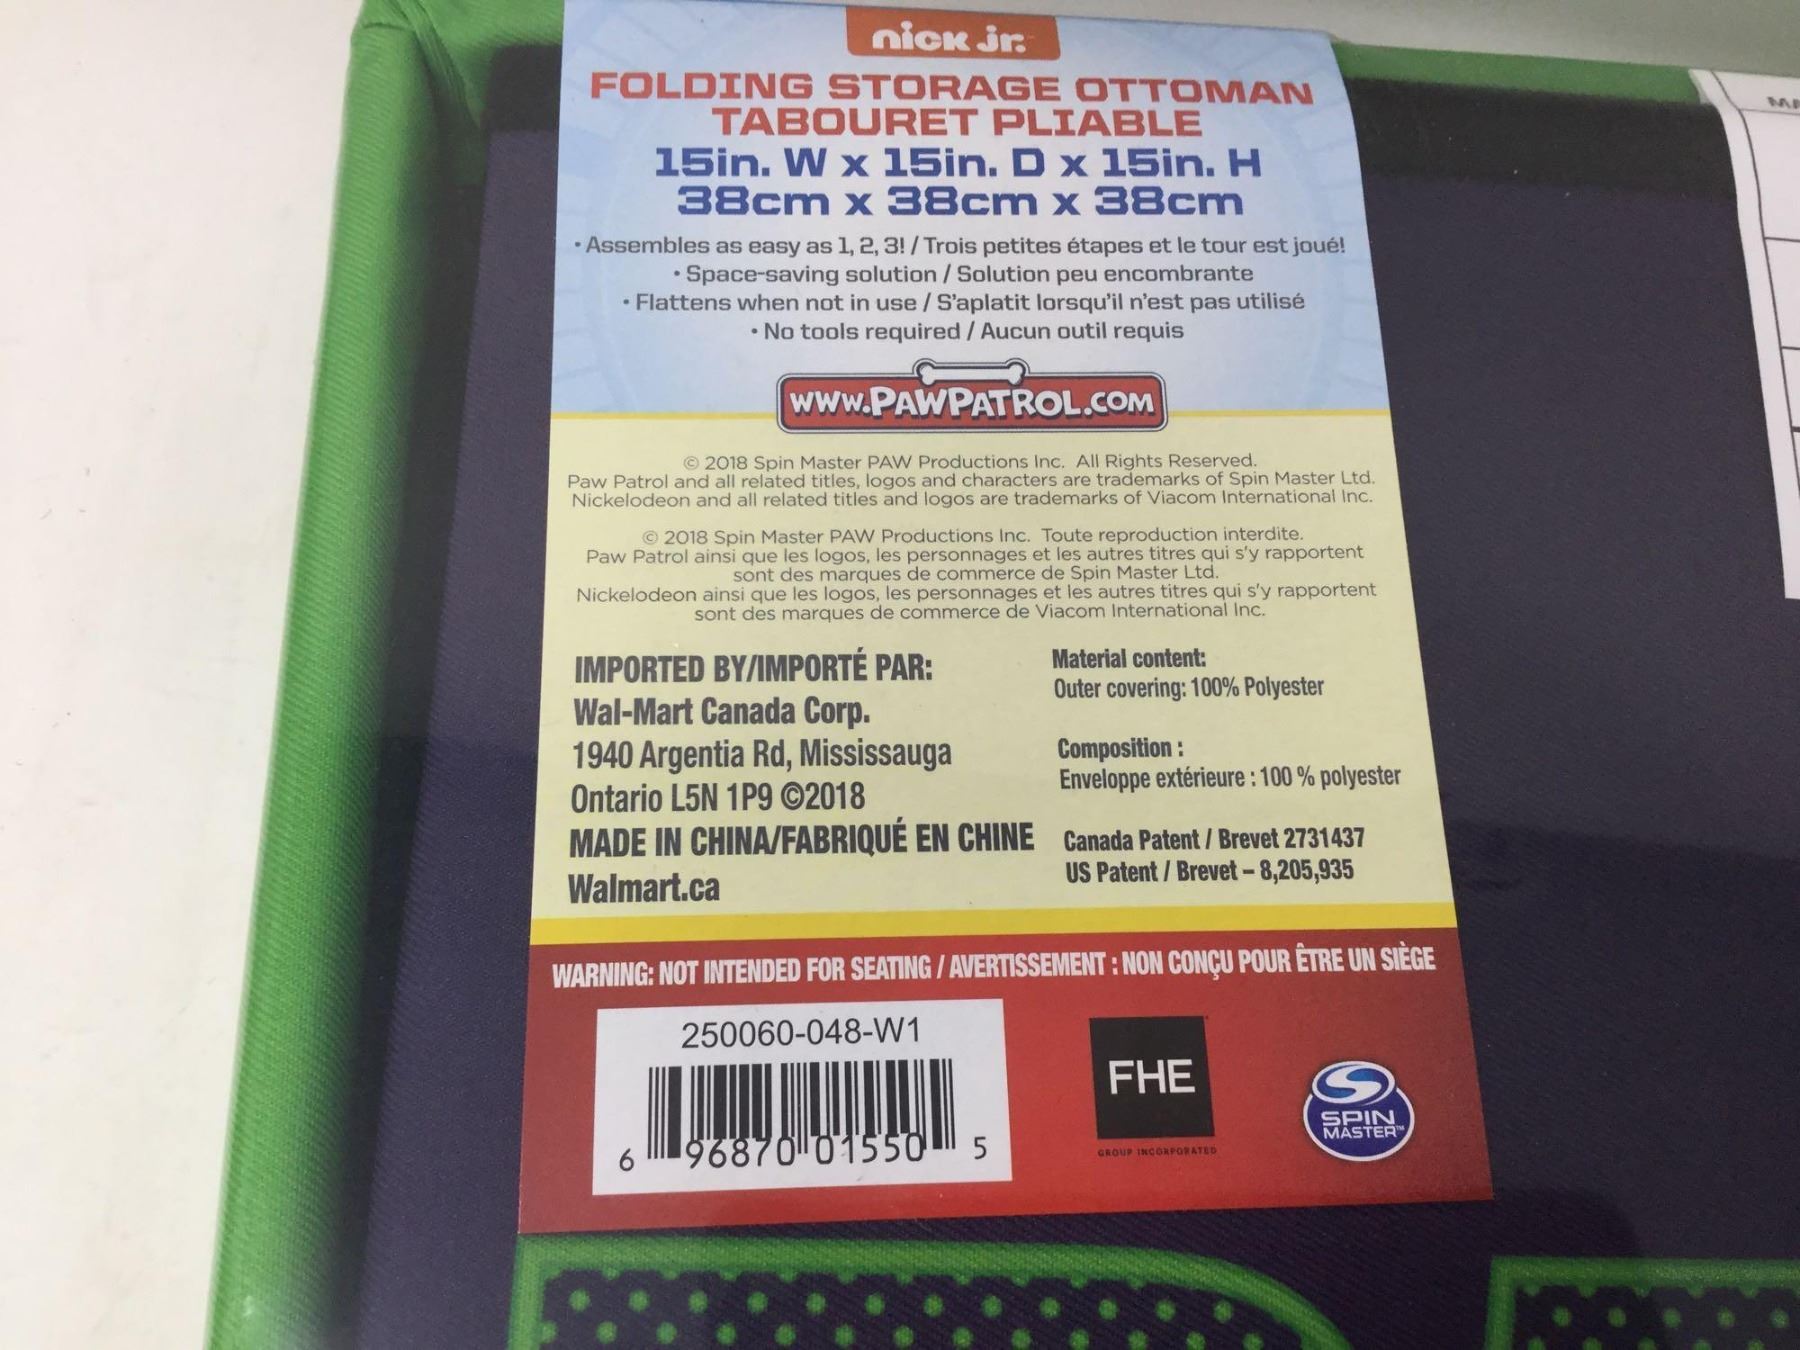 nick jr.
FOLDING STORAGE OTTOMAN
TABOURET PLIABLE
15in. W x 15in. D x 15in. H
38cm x 38cm x 38cm
• Assembles as easy as 1, 2, 3! / Trois petites étapes et le tour est joué!
• Space-saving solution / Solution peu encombrante
• Flattens when not in use / S'aplatit lorsqu'il n'est pas utilisé
• No tools required / Aucun outil requis
WWW.PAWPATROL.COM
© 2018 Spin Master PAW Productions Inc. All Rights Reserved.
Paw Patrol and all related titles, logos and characters are trademarks of Spin Master Ltd.
Nickelodeon and all related titles and logos are trademarks of Viacom International Inc.
© 2018 Spin Master PAW Productions Inc. Toute reproduction interdite.
Paw Patrol ainsi que les logos, les personnages et les autres titres qui s'y rapportent
sont des marques de commerce de Spin Master Ltd.
Nickelodeon ainsi que les logos, les personnages et les autres titres qui s'y rapportent
sont des marques de commerce de Viacom International Inc.
IMPORTED BY/IMPORTÉ PAR:
Wal-Mart Canada Corp.
1940 Argentia Rd, Mississauga
Ontario L5N 1P9 ©2018
MADE IN CHINA/FABRIQUÉ EN CHINE
Walmart.ca
Material content:
Outer covering: 100% Polyester
Composition :
Enveloppe extérieure : 100 % polyester
Canada Patent / Brevet 2731437
US Patent / Brevet – 8,205,935
WARNING: NOT INTENDED FOR SEATING / AVERTISSEMENT : NON CONÇU POUR ÊTRE UN SIÈGE
250060-048-W1
6 96870 01550 5
FHE
GROUP INCORPORATED
SPIN
MASTER™